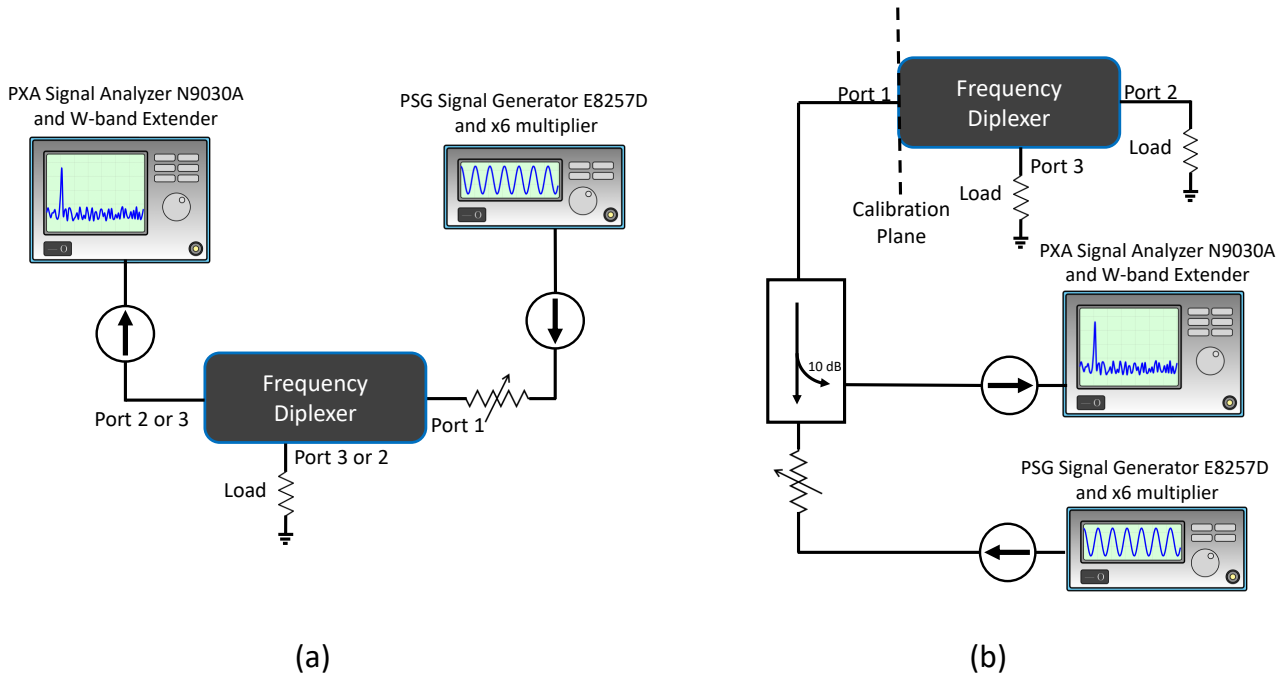 PXA Signal Analyzer N9030A
and W-band Extender
PSG Signal Generator E8257D
and x6 multiplier
Frequency
Diplexer
Port 2 or 3
Port 1
Port 3 or 2
Load
(a)
Port 1
Frequency
Diplexer
Port 2
Load
Port 3
Load
Calibration
Plane
PXA Signal Analyzer N9030A
and W-band Extender
10 dB
PSG Signal Generator E8257D
and x6 multiplier
(b)